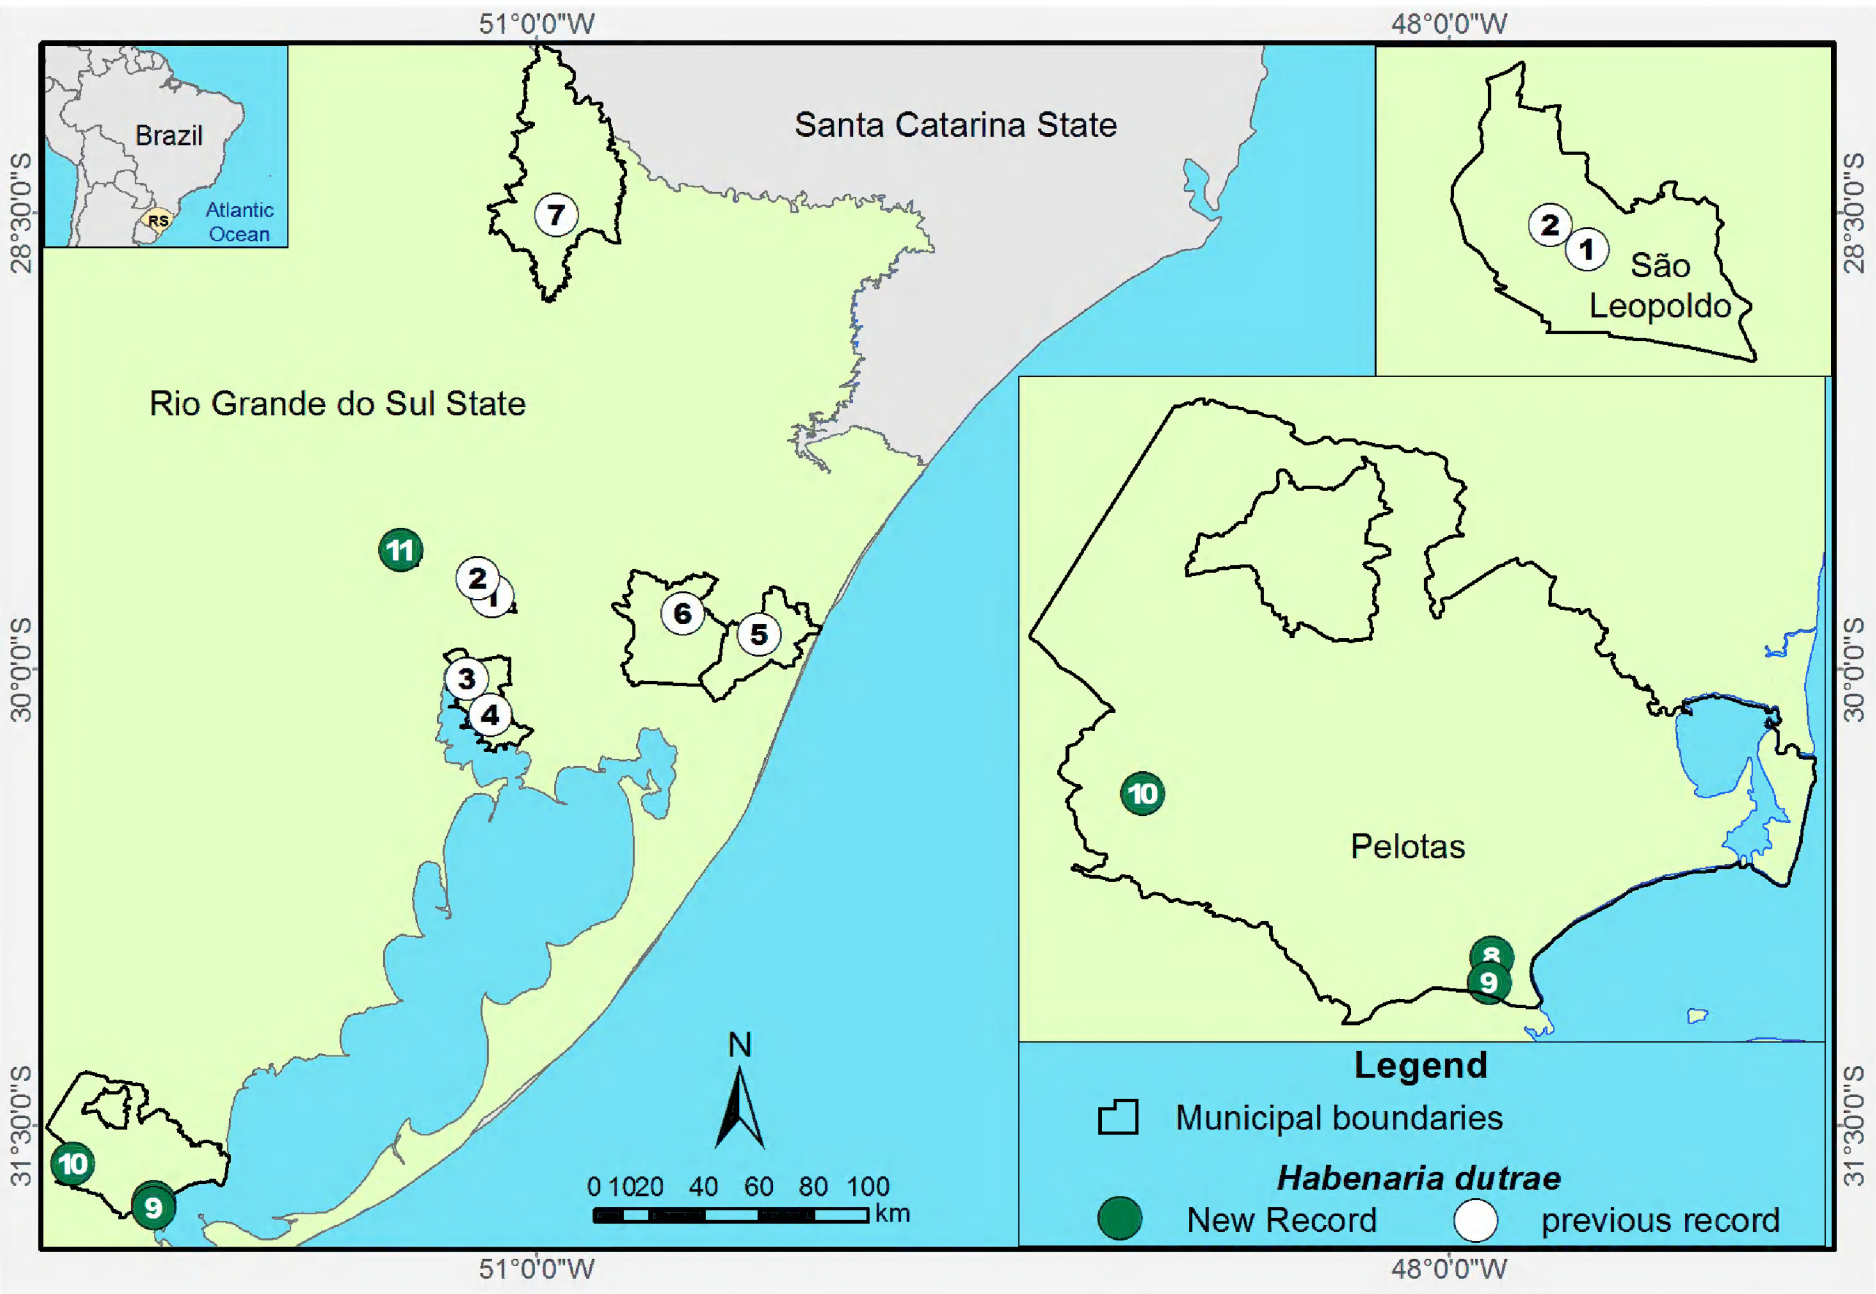 51°0'0"W
48°0'0"W
28°30'0"S
28°30'0"S
Brazil
RS
Atlantic
Ocean
Santa Catarina State
7
2
1
São
Leopoldo
Rio Grande do Sul State
11
2
1
6
5
3
4
30°0'0"S
30°0'0"S
10
Pelotas
8
9
N
0 1020 40 60 80 100
km
10
9
31°30'0"S
31°30'0"S
Legend
Municipal boundaries
Habenaria dutrae
New Record
previous record
51°0'0"W
48°0'0"W